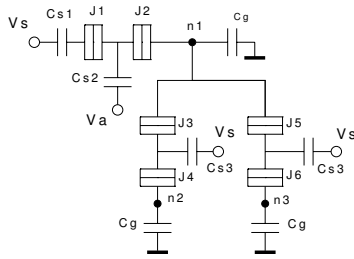 Vs Cs1 J1 J2 n1 Cg
Cs2
Va
J3 Vs J5 Vs
J4 Cs3 J6 Cs3
n2 n3
Cg Cg